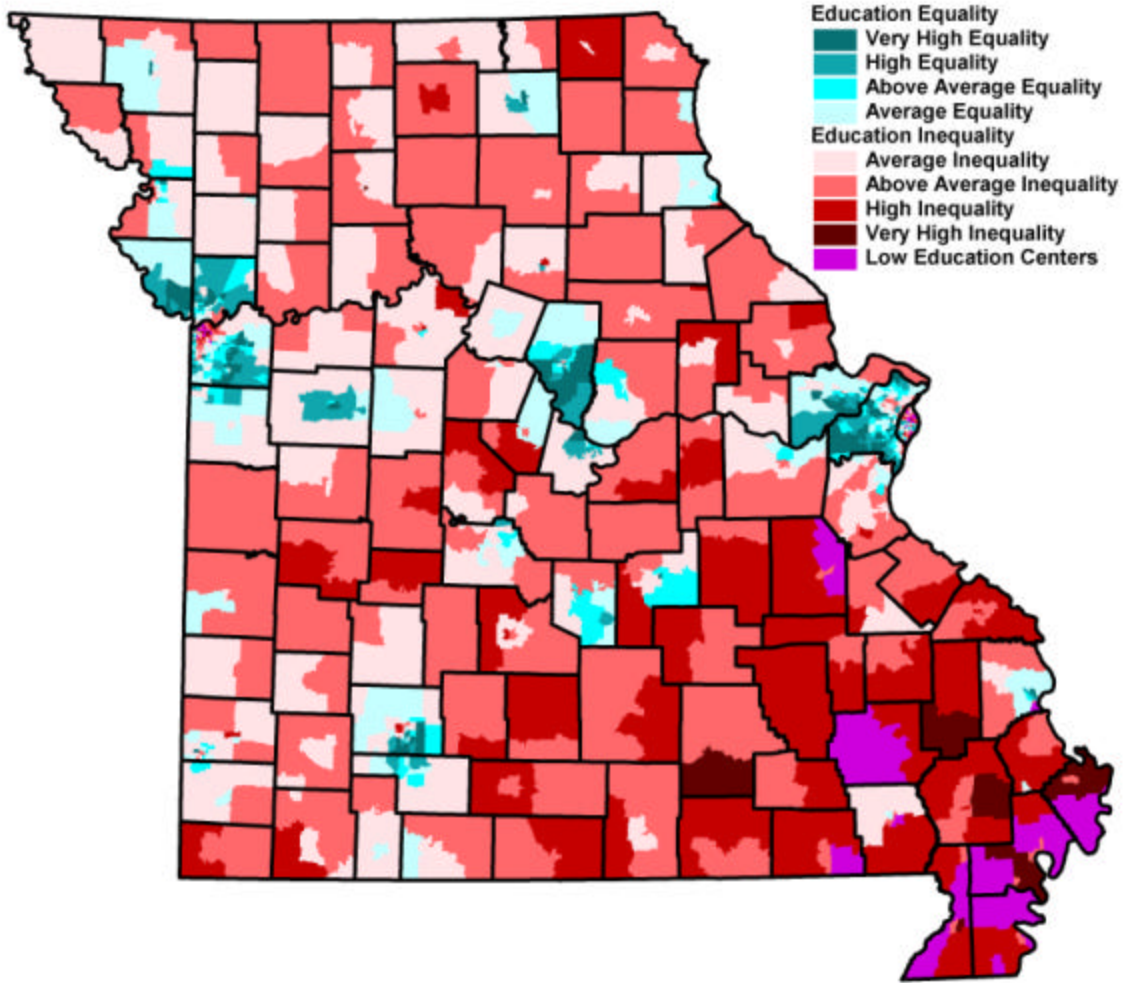 Education Equality
Very High Equality
High Equality
Above Average Equality
Average Equality
Education Inequality
Average Inequality
Above Average Inequality
High Inequality
Very High Inequality
Low Education Centers